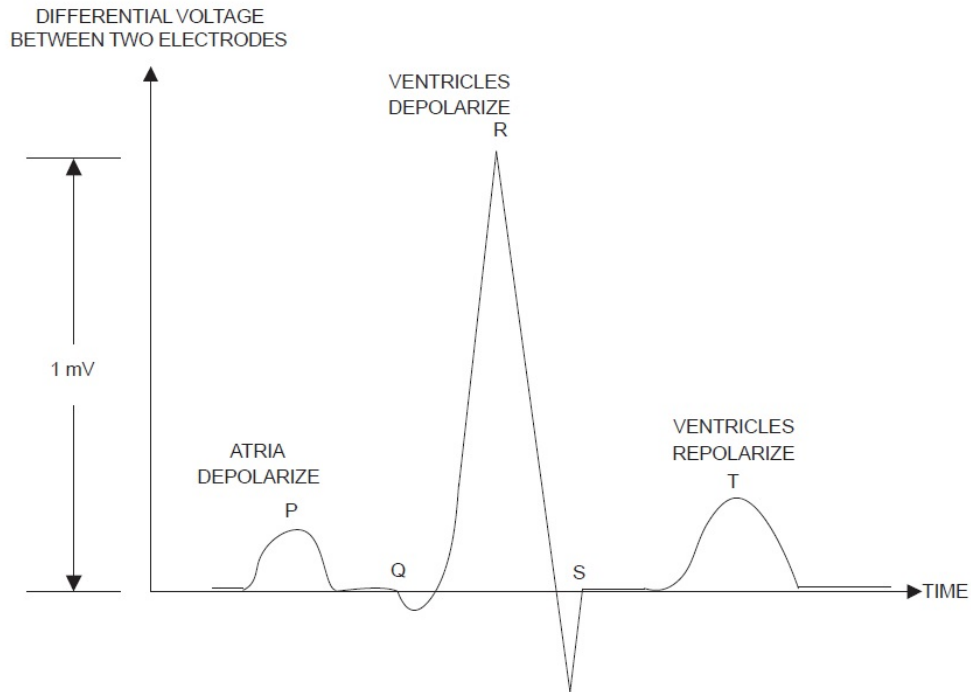 DIFFERENTIAL VOLTAGE
BETWEEN TWO ELECTRODES
VENTRICLES
DEPOLARIZE
R
1 mV
ATRIA
DEPOLARIZE
P
Q
S
VENTRICLES
REPOLARIZE
T
TIME